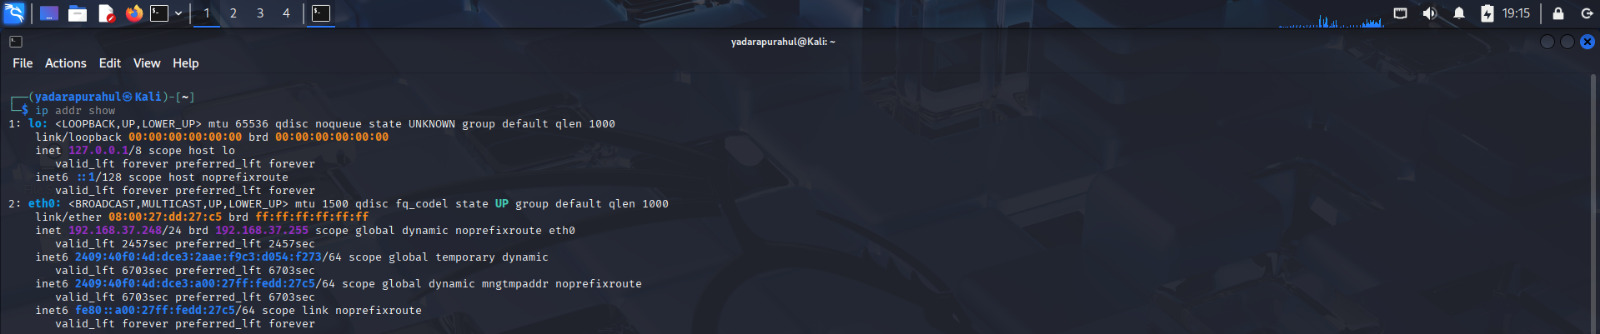 1 2 3 4 19:15
yadarapurahul@Kali: ~
File Actions Edit View Help
┌──(yadarapurahul㉿Kali)-[~]
└─$ ip addr show
1: lo: <LOOPBACK,UP,LOWER_UP> mtu 65536 qdisc noqueue state UNKNOWN group default qlen 1000
link/loopback 00:00:00:00:00:00 brd 00:00:00:00:00:00
inet 127.0.0.1/8 scope host lo
valid_lft forever preferred_lft forever
inet6 ::1/128 scope host noprefixroute
valid_lft forever preferred_lft forever
2: eth0: <BROADCAST,MULTICAST,UP,LOWER_UP> mtu 1500 qdisc fq_codel state UP group default qlen 1000
link/ether 08:00:27:dd:27:c5 brd ff:ff:ff:ff:ff:ff
inet 192.168.37.248/24 brd 192.168.37.255 scope global dynamic noprefixroute eth0
valid_lft 2457sec preferred_lft 2457sec
inet6 2409:40f0:4d:dce3:2aae:f9c3:d054:f273/64 scope global temporary dynamic
valid_lft 6703sec preferred_lft 6703sec
inet6 2409:40f0:4d:dce3:a00:27ff:fedd:27c5/64 scope global dynamic mngtmpaddr noprefixroute
valid_lft 6703sec preferred_lft 6703sec
inet6 fe80::a00:27ff:fedd:27c5/64 scope link noprefixroute
valid_lft forever preferred_lft forever